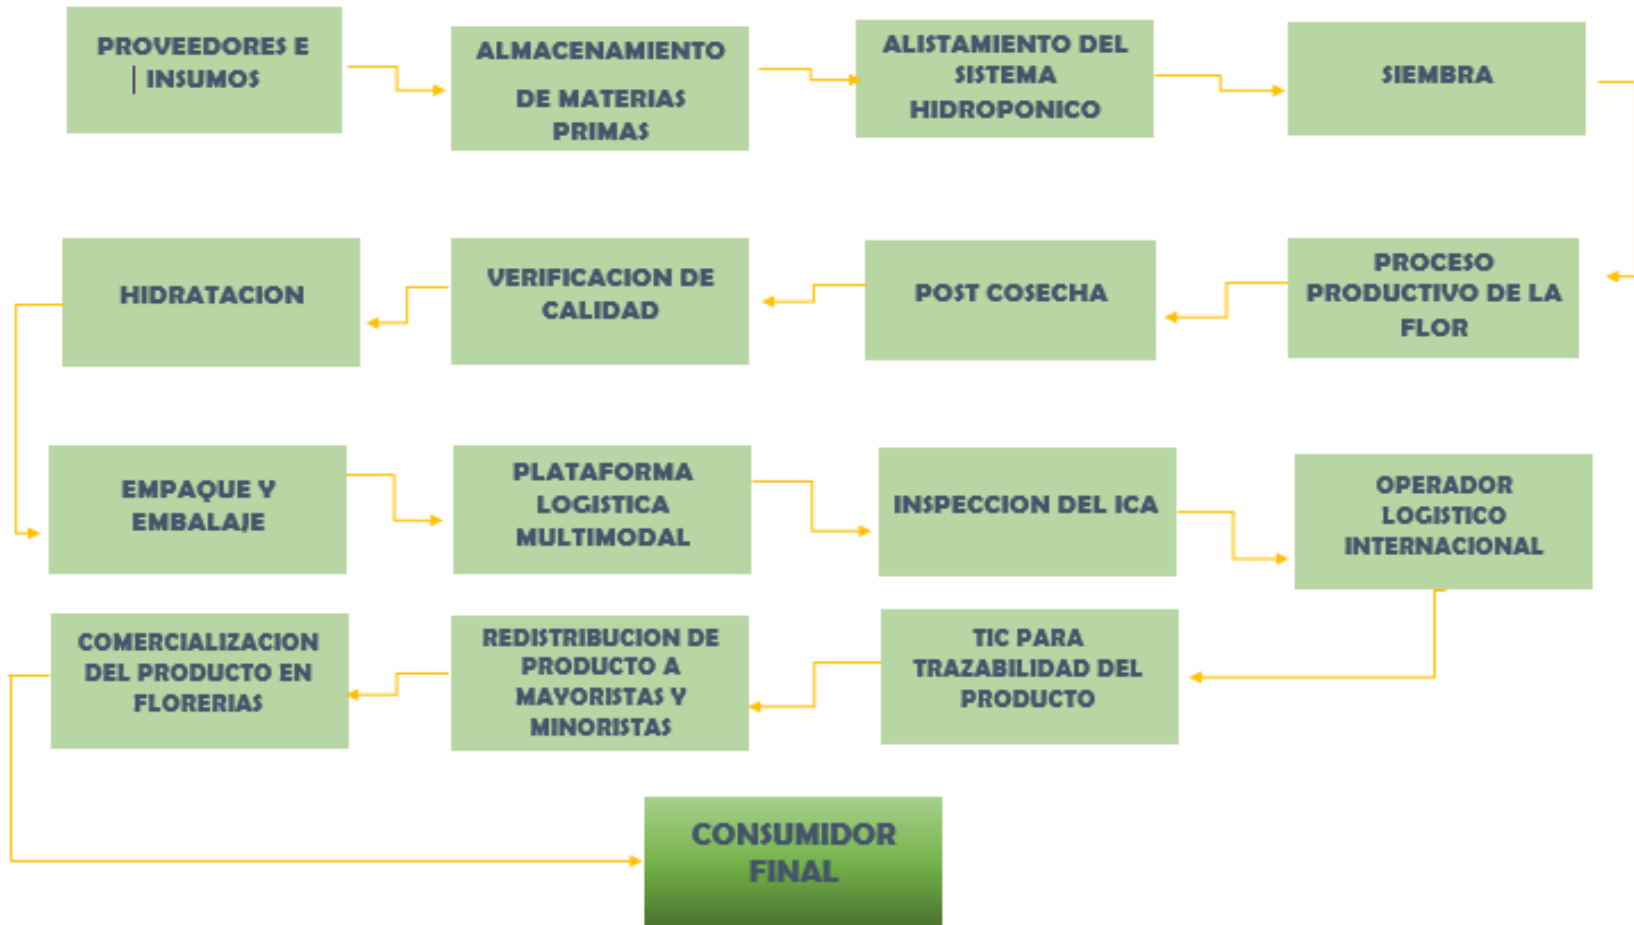 PROVEEDORES E
INSUMOS
ALMACENAMIENTO
DE MATERIAS
PRIMAS
ALISTAMIENTO DEL
SISTEMA
HIDROPONICO
SIEMBRA
PROCESO
PRODUCTIVO DE LA
FLOR
POST COSECHA
VERIFICACION DE
CALIDAD
HIDRATACION
EMPAQUE Y
EMBALAJE
PLATAFORMA
LOGISTICA
MULTIMODAL
INSPECCION DEL ICA
OPERADOR
LOGISTICO
INTERNACIONAL
TIC PARA
TRAZABILIDAD DEL
PRODUCTO
REDISTRIBUCION DE
PRODUCTO A
MAYORISTAS Y
MINORISTAS
COMERCIALIZACION
DEL PRODUCTO EN
FLORERIAS
CONSUMIDOR
FINAL